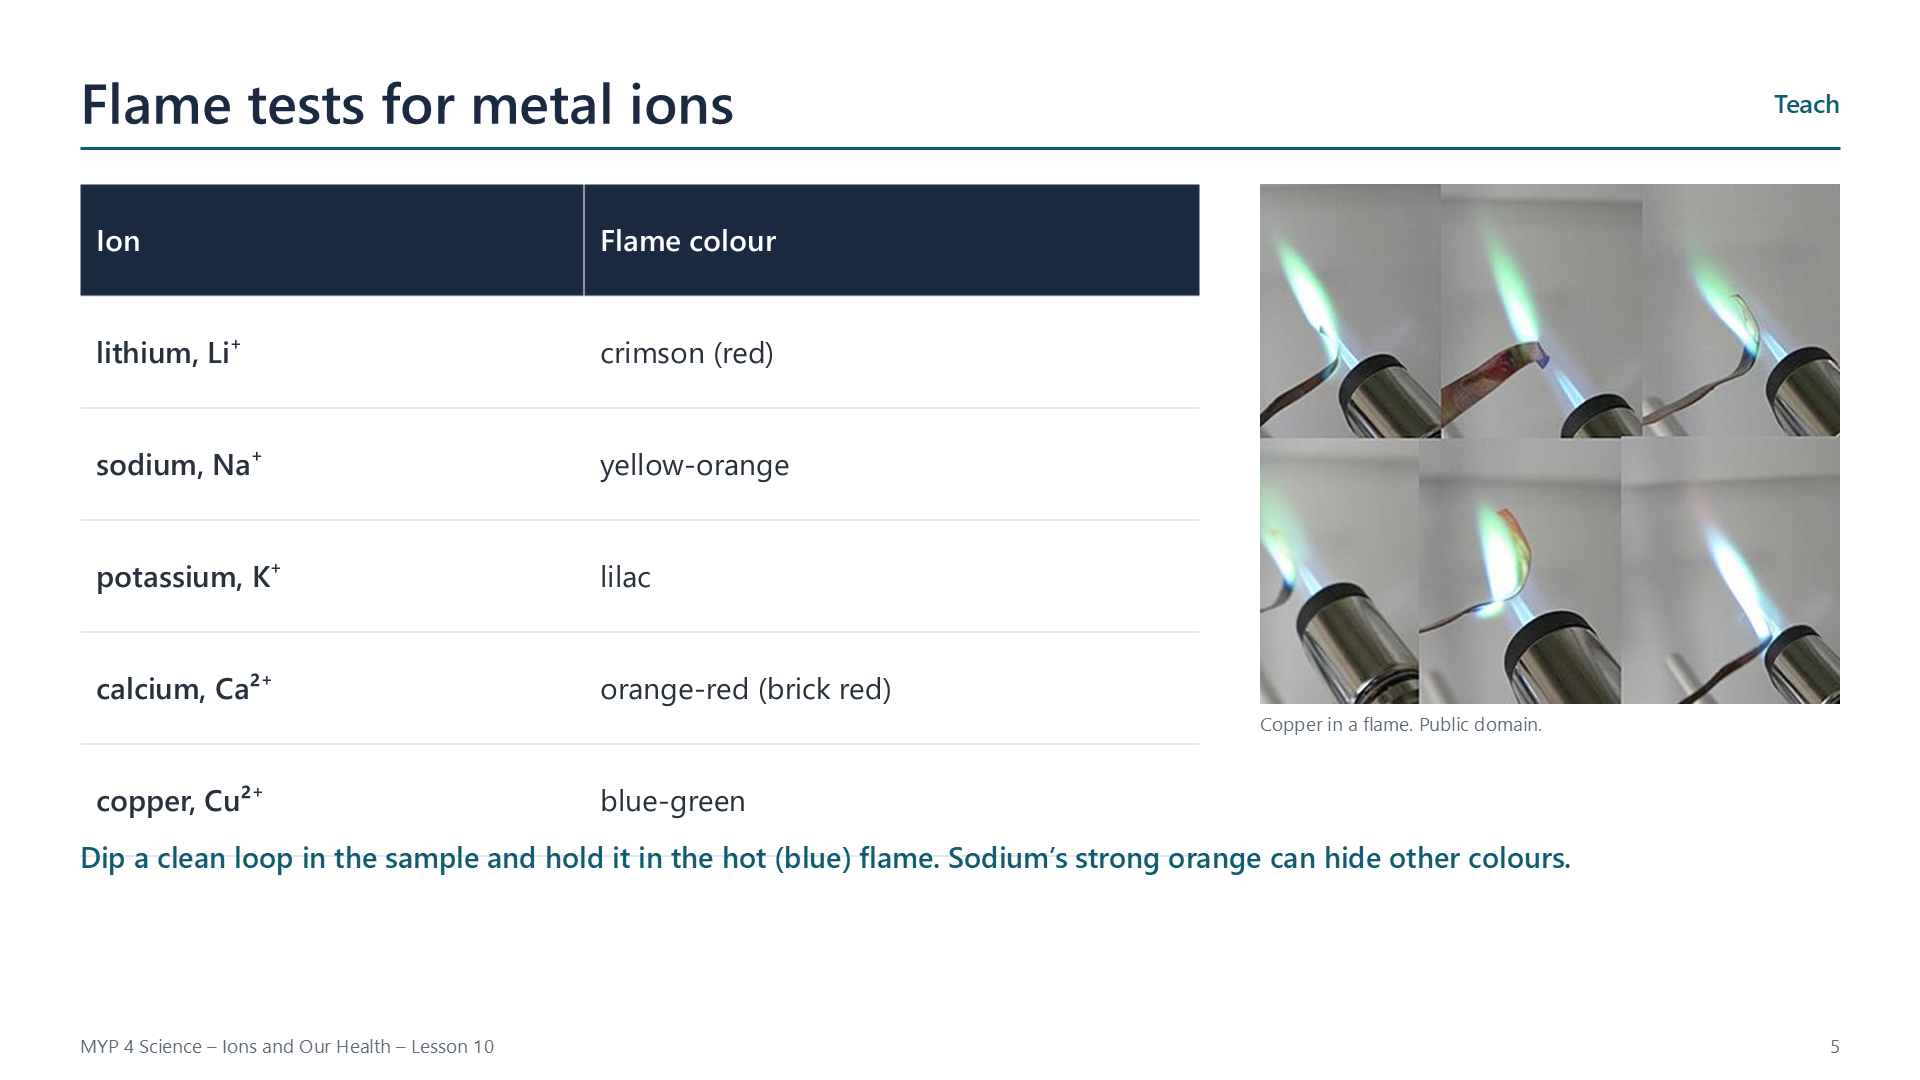 Flame tests for metal ions
Teach
Ion
Flame colour
lithium, Li⁺
crimson (red)
sodium, Na⁺
yellow-orange
potassium, K⁺
lilac
calcium, Ca²⁺
orange-red (brick red)
copper, Cu²⁺
blue-green
Copper in a flame. Public domain.
Dip a clean loop in the sample and hold it in the hot (blue) flame. Sodium’s strong orange can hide other colours.
MYP 4 Science – Ions and Our Health – Lesson 10
5